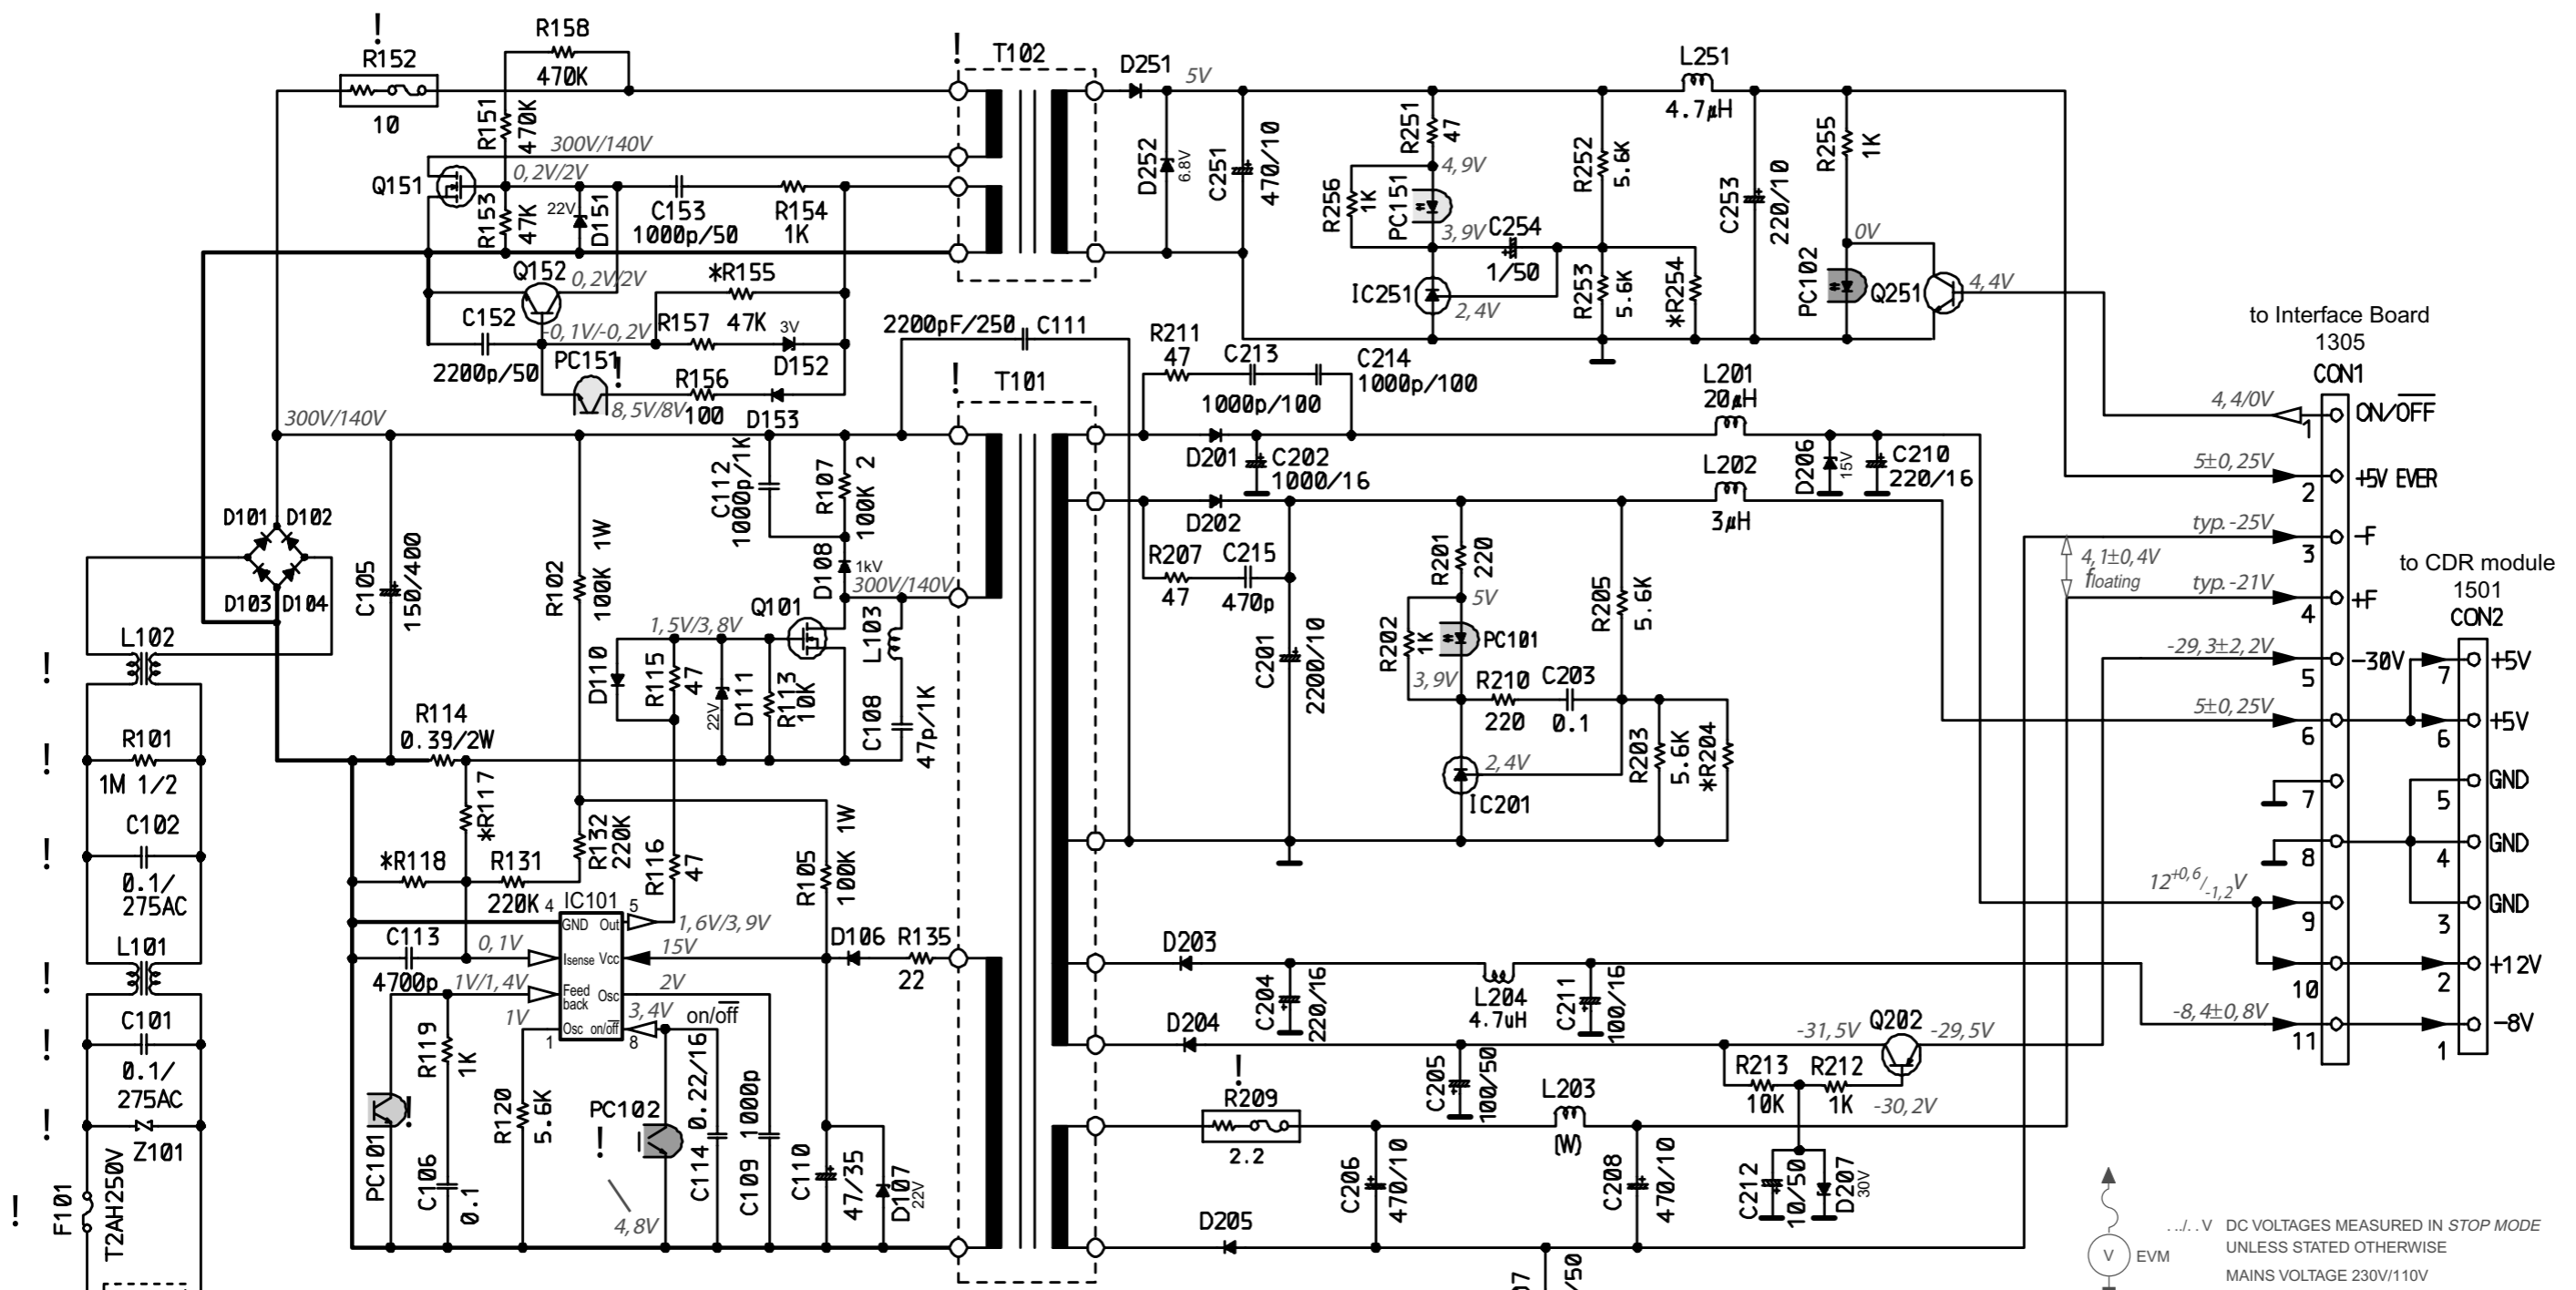 !
R158
470K
R152
10
!
T102
D251
5V
L251
4.7µH
R151
470K
300V/140V
Q151
0,2V/2V
R153
47K
22V
D151
C153
1000p/50
R154
1K
D252
6.8V
C251
470/10
R251
47
4,9V
R256
1K
PC151
3,9V
C254
1/50
IC251
2,4V
R252
5.6K
R253
5.6K
*R254
C253
220/10
R255
1K
0V
PC102
Q251
4,4V
Q152
0,2V/2V
*R155
47K
C152
2200p/50
-0,1V/-0,2V
R157
3V
D152
PC151
!
8,5V/8V
R156
100
D153
2200pF/250
C111
!
T101
R211
47
C213
1000p/100
C214
1000p/100
L201
20µH
D201
C202
1000/16
L202
3µH
D206
15V
C210
220/16
to Interface Board
1305
CON1
4,4/0V
ON/OFF
1
5±0,25V
+5V EVER
2
typ.-25V
-F
3
4,1±0,4V
floating
typ.-21V
+F
4
-29,3±2,2V
-30V
5
5±0,25V
6
7
8
12+0,6/-1,2V
9
10
-8,4±0,8V
11
to CDR module
1501
CON2
+5V
7
+5V
6
GND
5
GND
4
GND
3
+12V
2
-8V
1
300V/140V
D101
D102
D103
D104
C105
150/400
R102
100K 1W
C112
1000p/1K
R107
100K 2
D108
1kV
300V/140V
Q101
1,5V/3,8V
D110
R115
47
D111
22V
R113
10K
L103
C108
47p/1K
D202
R207
47
C215
470p
C201
2200/10
R201
220
5V
R202
1K
PC101
3,9V
R210
220
C203
0.1
2,4V
IC201
R205
5.6K
R203
5.6K
*R204
!
L102
!
R101
1M 1/2
!
C102
0.1/
275AC
!
L101
!
C101
0.1/
275AC
!
Z101
!
F101
T2AH250V
R114
0.39/2W
*R117
*R118
R131
220K
R132
220K
R116
47
R105
100K 1W
IC101
4
5
GND
Out
1,6V/3,9V
C113
4700p
0,1V
Isense
Vcc
15V
1V/1,4V
Feed
back
Osc
2V
1V
Osc
on/off
3,4V
on/off
1
8
D106
R135
22
PC101
!
R119
1K
C106
0.1
R120
5.6K
PC102
!
4,8V
C114
0.22/16
C109
1000p
C110
47/35
D107
22V
D203
C204
220/16
L204
4.7uH
C211
100/16
D204
C205
100/50
-31,5V
Q202
-29,5V
R213
10K
R212
1K
-30,2V
C212
10/50
D207
30V
!
R209
2.2
L203
(W)
C206
470/10
C208
470/10
D205
V
EVM
.../...V DC VOLTAGES MEASURED IN STOP MODE
UNLESS STATED OTHERWISE
MAINS VOLTAGE 230V/110V